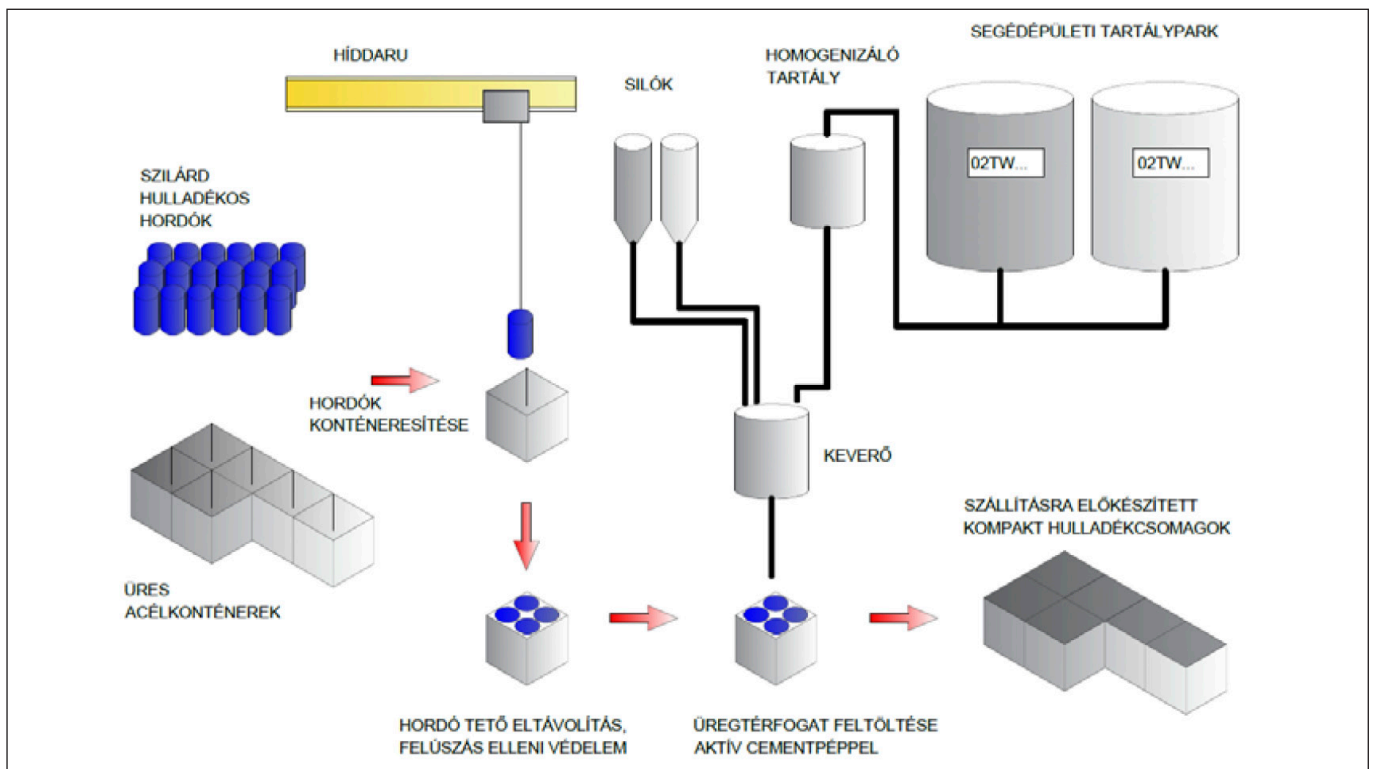 HÍDDARU
SILÓK
HOMOGENIZÁLÓ
TARTÁLY
SEGÉDÉPÜLETI TARTÁLYPARK
02TW...
02TW...
SZILÁRD
HULLADÉKOS
HORDÓK
HORDÓK
KONTÉNERESÍTÉSE
KEVERŐ
ÜRES
ACÉLKONTÉNEREK
SZÁLLÍTÁSRA ELŐKÉSZÍTETT
KOMPAKT HULLADÉKCSOMAGOK
HORDÓ TETŐ ELTÁVOLÍTÁS,
FELÚSZÁS ELLENI VÉDELEM
ÜREGTÉRFOGAT FELTÖLTÉSE
AKTÍV CEMENTPÉPPEL